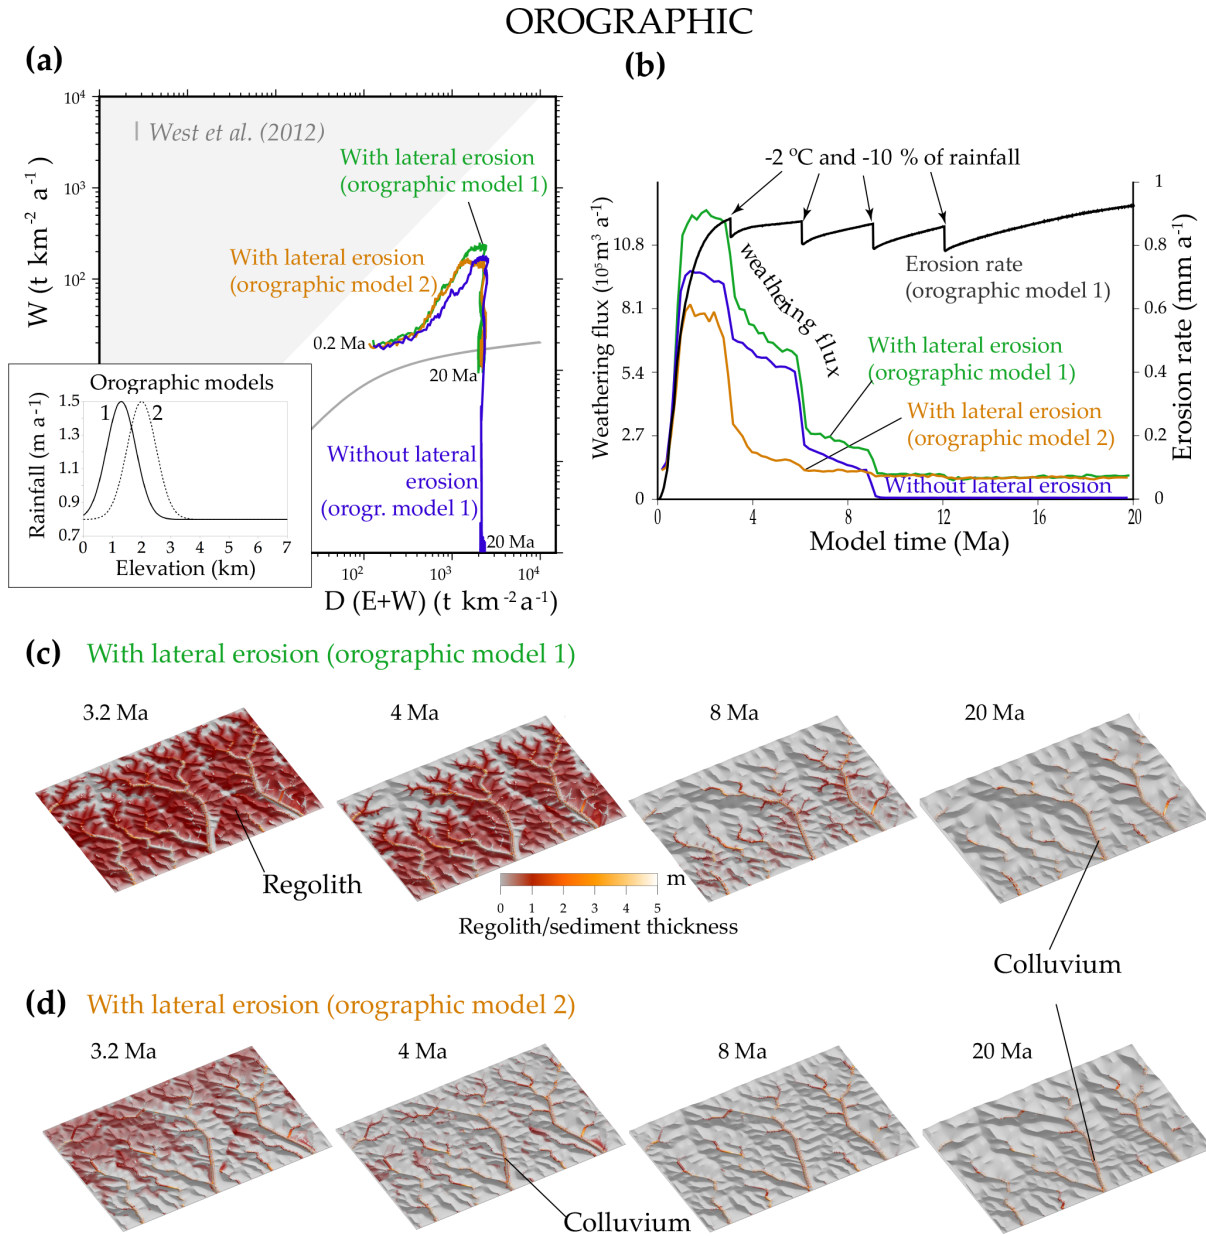 OROGRAPHIC
(a)
10⁴
10³
10²
W (t km⁻² a⁻¹)
West et al. (2012)
With lateral erosion
(orographic model 1)
With lateral erosion
(orographic model 2)
0.2 Ma
20 Ma
Without lateral
erosion
(orogr. model 1)
20 Ma
10² 10³ 10⁴
D (E+W) (t km⁻² a⁻¹)
Orographic models
1 2
Rainfall (m a⁻¹)
1.5
1.3
1.1
0.9
0.7
0 1 2 3 4 5 6 7
Elevation (km)
(b)
-2 ºC and -10 % of rainfall
Weathering flux (10⁵m³ a⁻¹)
10.8
8.1
5.4
2.7
0
weathering flux
Erosion rate
(orographic model 1)
With lateral erosion
(orographic model 1)
With lateral erosion
(orographic model 2)
Without lateral erosion
1
0.8
0.6
0.4
0.2
0
Erosion rate (mm a⁻¹)
0 4 8 12 16 20
Model time (Ma)
(c) With lateral erosion (orographic model 1)
3.2 Ma 4 Ma 8 Ma 20 Ma
Regolith
m
0 1 2 3 4 5
Regolith/sediment thickness
Colluvium
(d) With lateral erosion (orographic model 2)
3.2 Ma 4 Ma 8 Ma 20 Ma
Colluvium